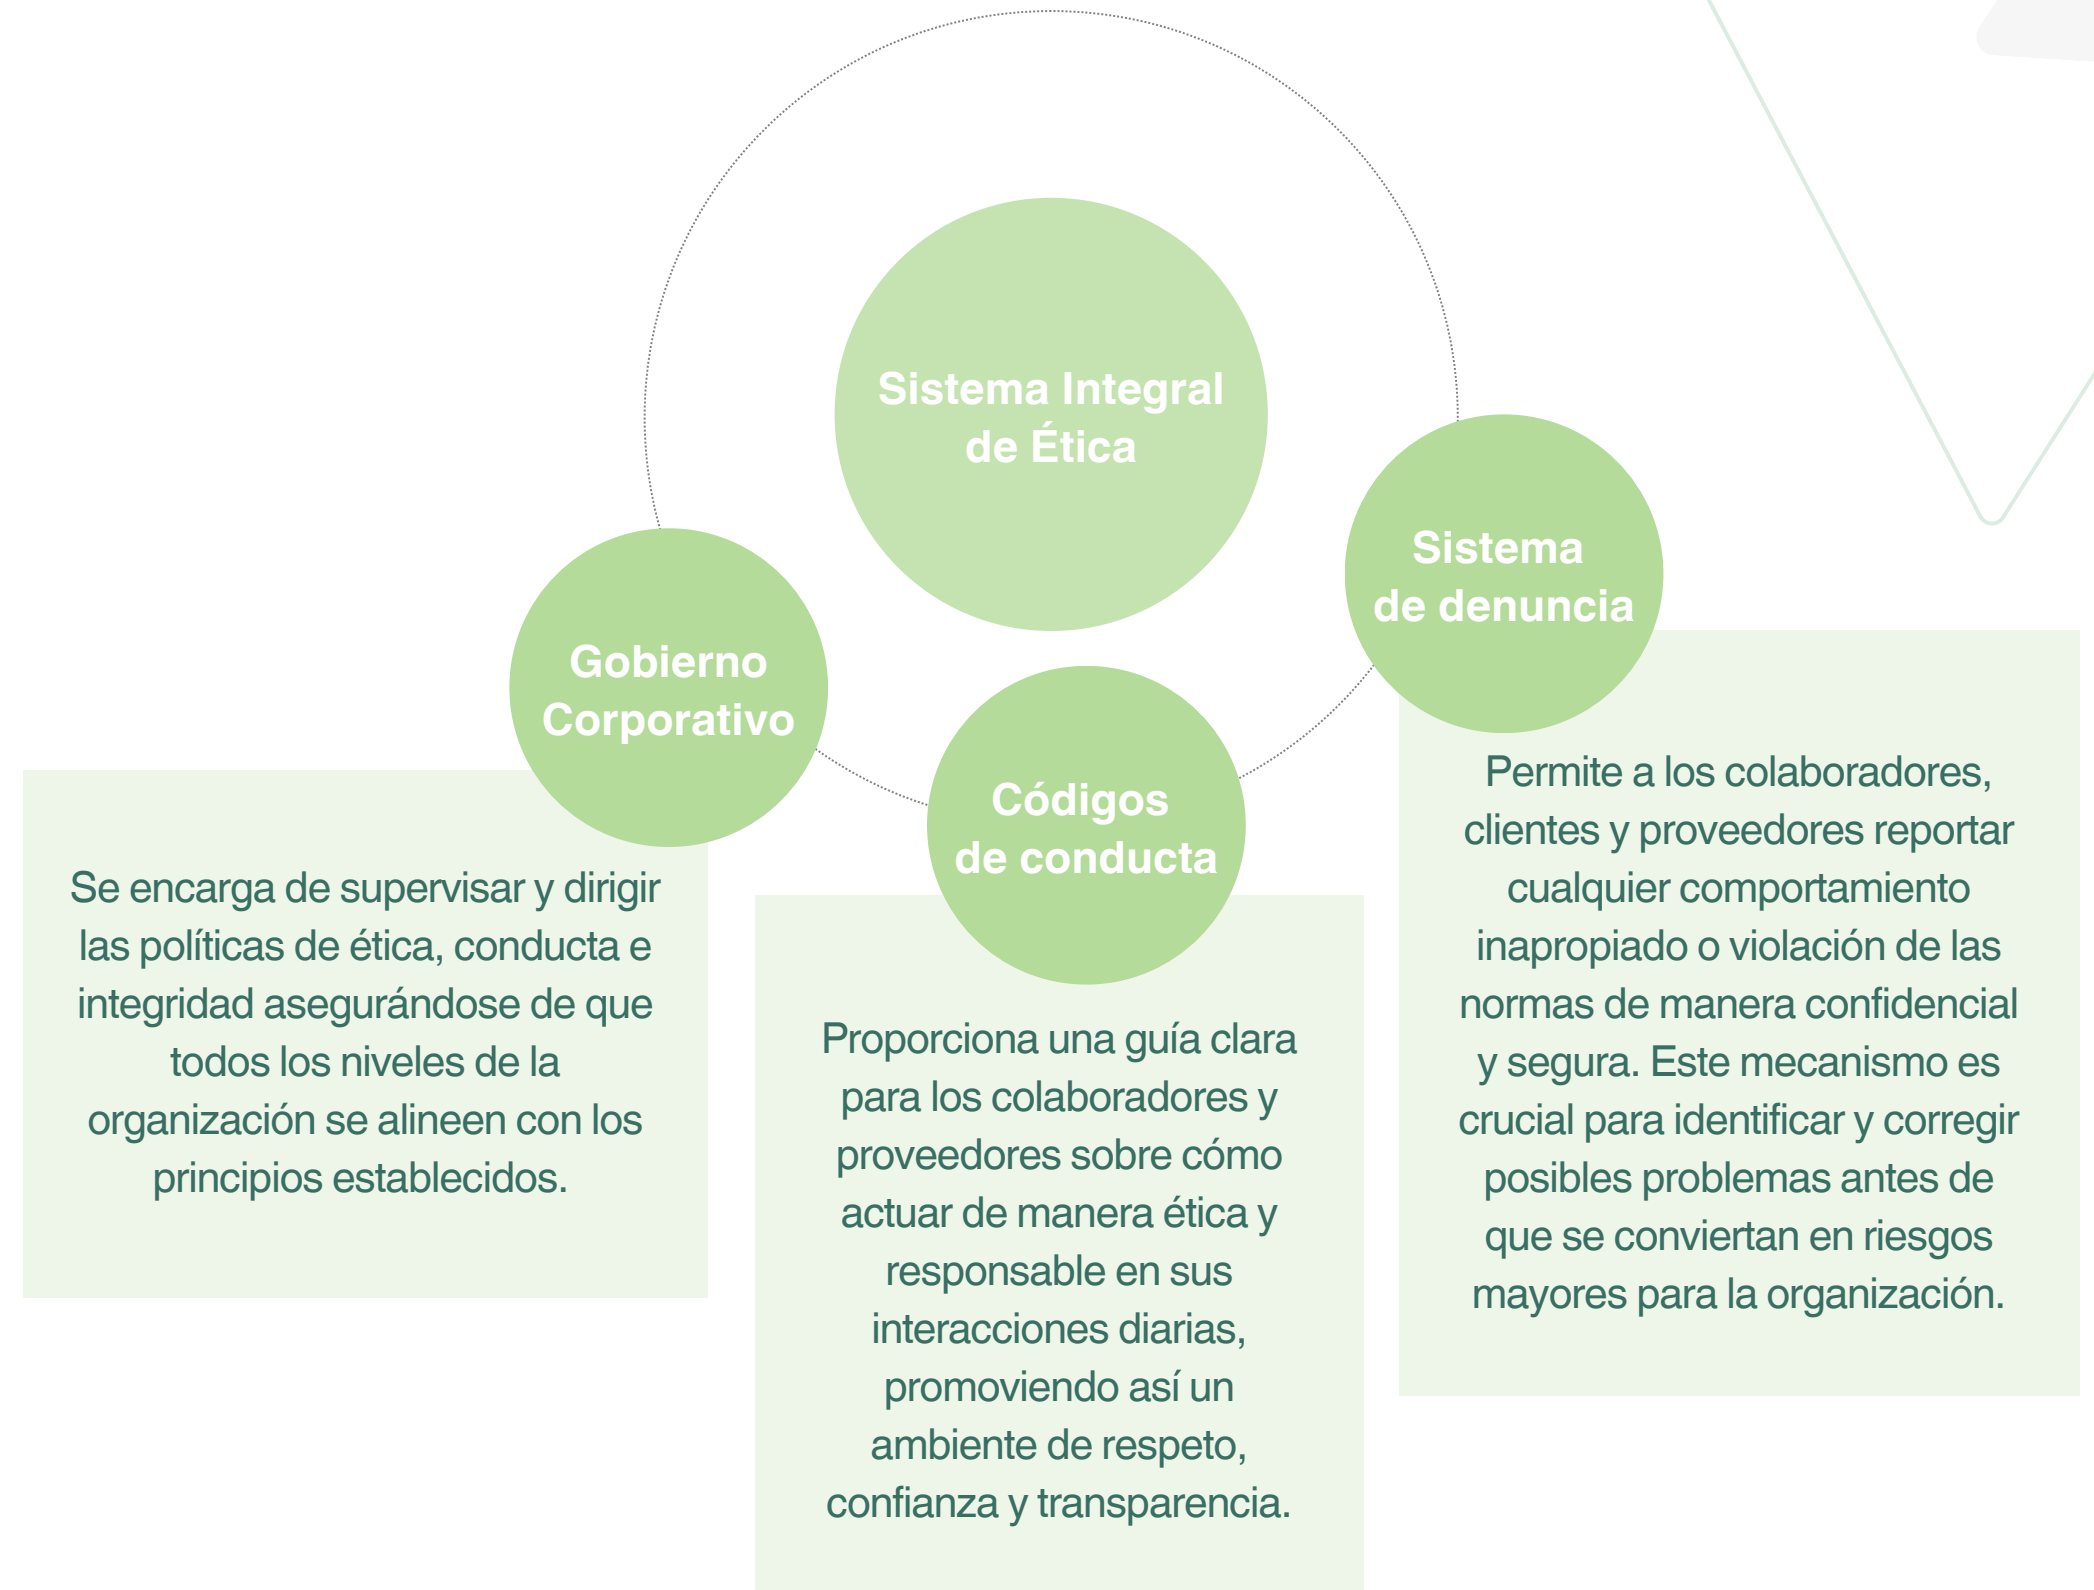 Sistema Integral
de Ética
Gobierno
Corporativo
Se encarga de supervisar y dirigir
las políticas de ética, conducta e
integridad asegurándose de que
todos los niveles de la
organización se alineen con los
principios establecidos.
Códigos
de conducta
Proporciona una guía clara
para los colaboradores y
proveedores sobre cómo
actuar de manera ética y
responsable en sus
interacciones diarias,
promoviendo así un
ambiente de respeto,
confianza y transparencia.
Sistema
de denuncia
Permite a los colaboradores,
clientes y proveedores reportar
cualquier comportamiento
inapropiado o violación de las
normas de manera confidencial
y segura. Este mecanismo es
crucial para identificar y corregir
posibles problemas antes de
que se conviertan en riesgos
mayores para la organización.